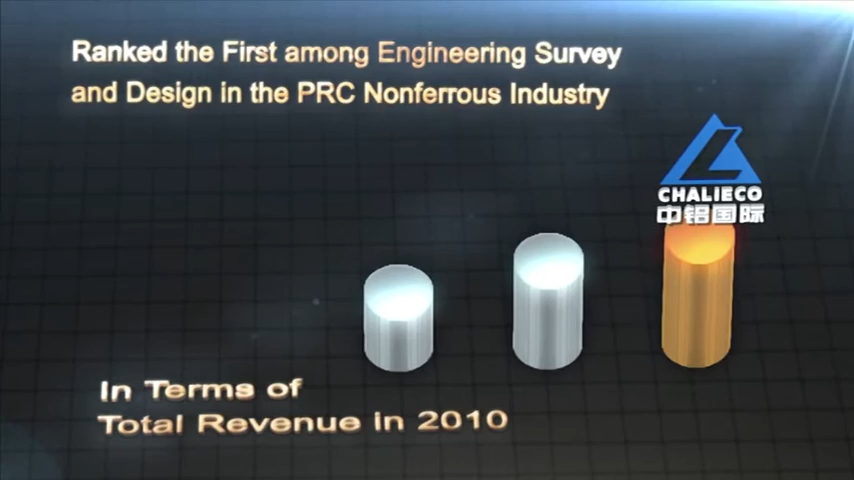 Ranked the First among Engineering Survey
and Design in the PRC Nonferrous Industry
CHALIECO
中铝国际
In Terms of
Total Revenue in 2010